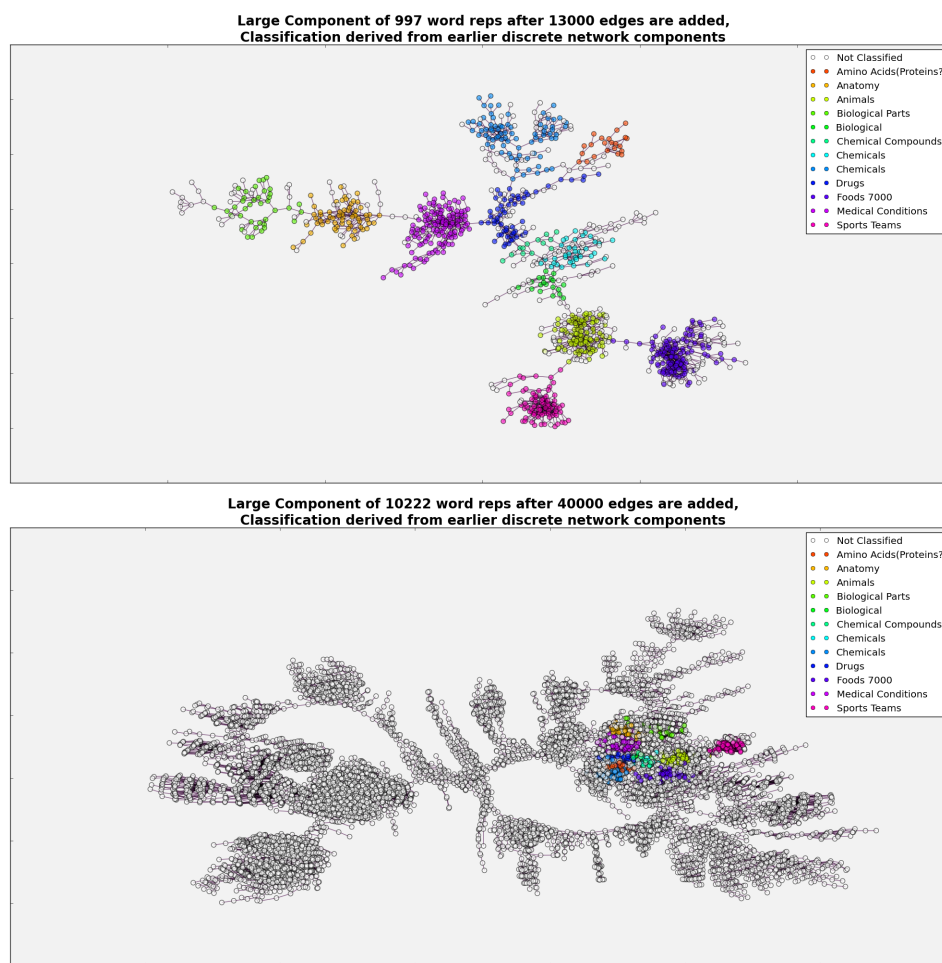 Large Component of 997 word reps after 13000 edges are added,
Classification derived from earlier discrete network components
Not Classified
Amino Acids(Proteins?
Anatomy
Animals
Biological Parts
Biological
Chemical Compounds
Chemicals
Chemicals
Drugs
Foods 7000
Medical Conditions
Sports Teams
Large Component of 10222 word reps after 40000 edges are added,
Classification derived from earlier discrete network components
Not Classified
Amino Acids(Proteins?
Anatomy
Animals
Biological Parts
Biological
Chemical Compounds
Chemicals
Chemicals
Drugs
Foods 7000
Medical Conditions
Sports Teams